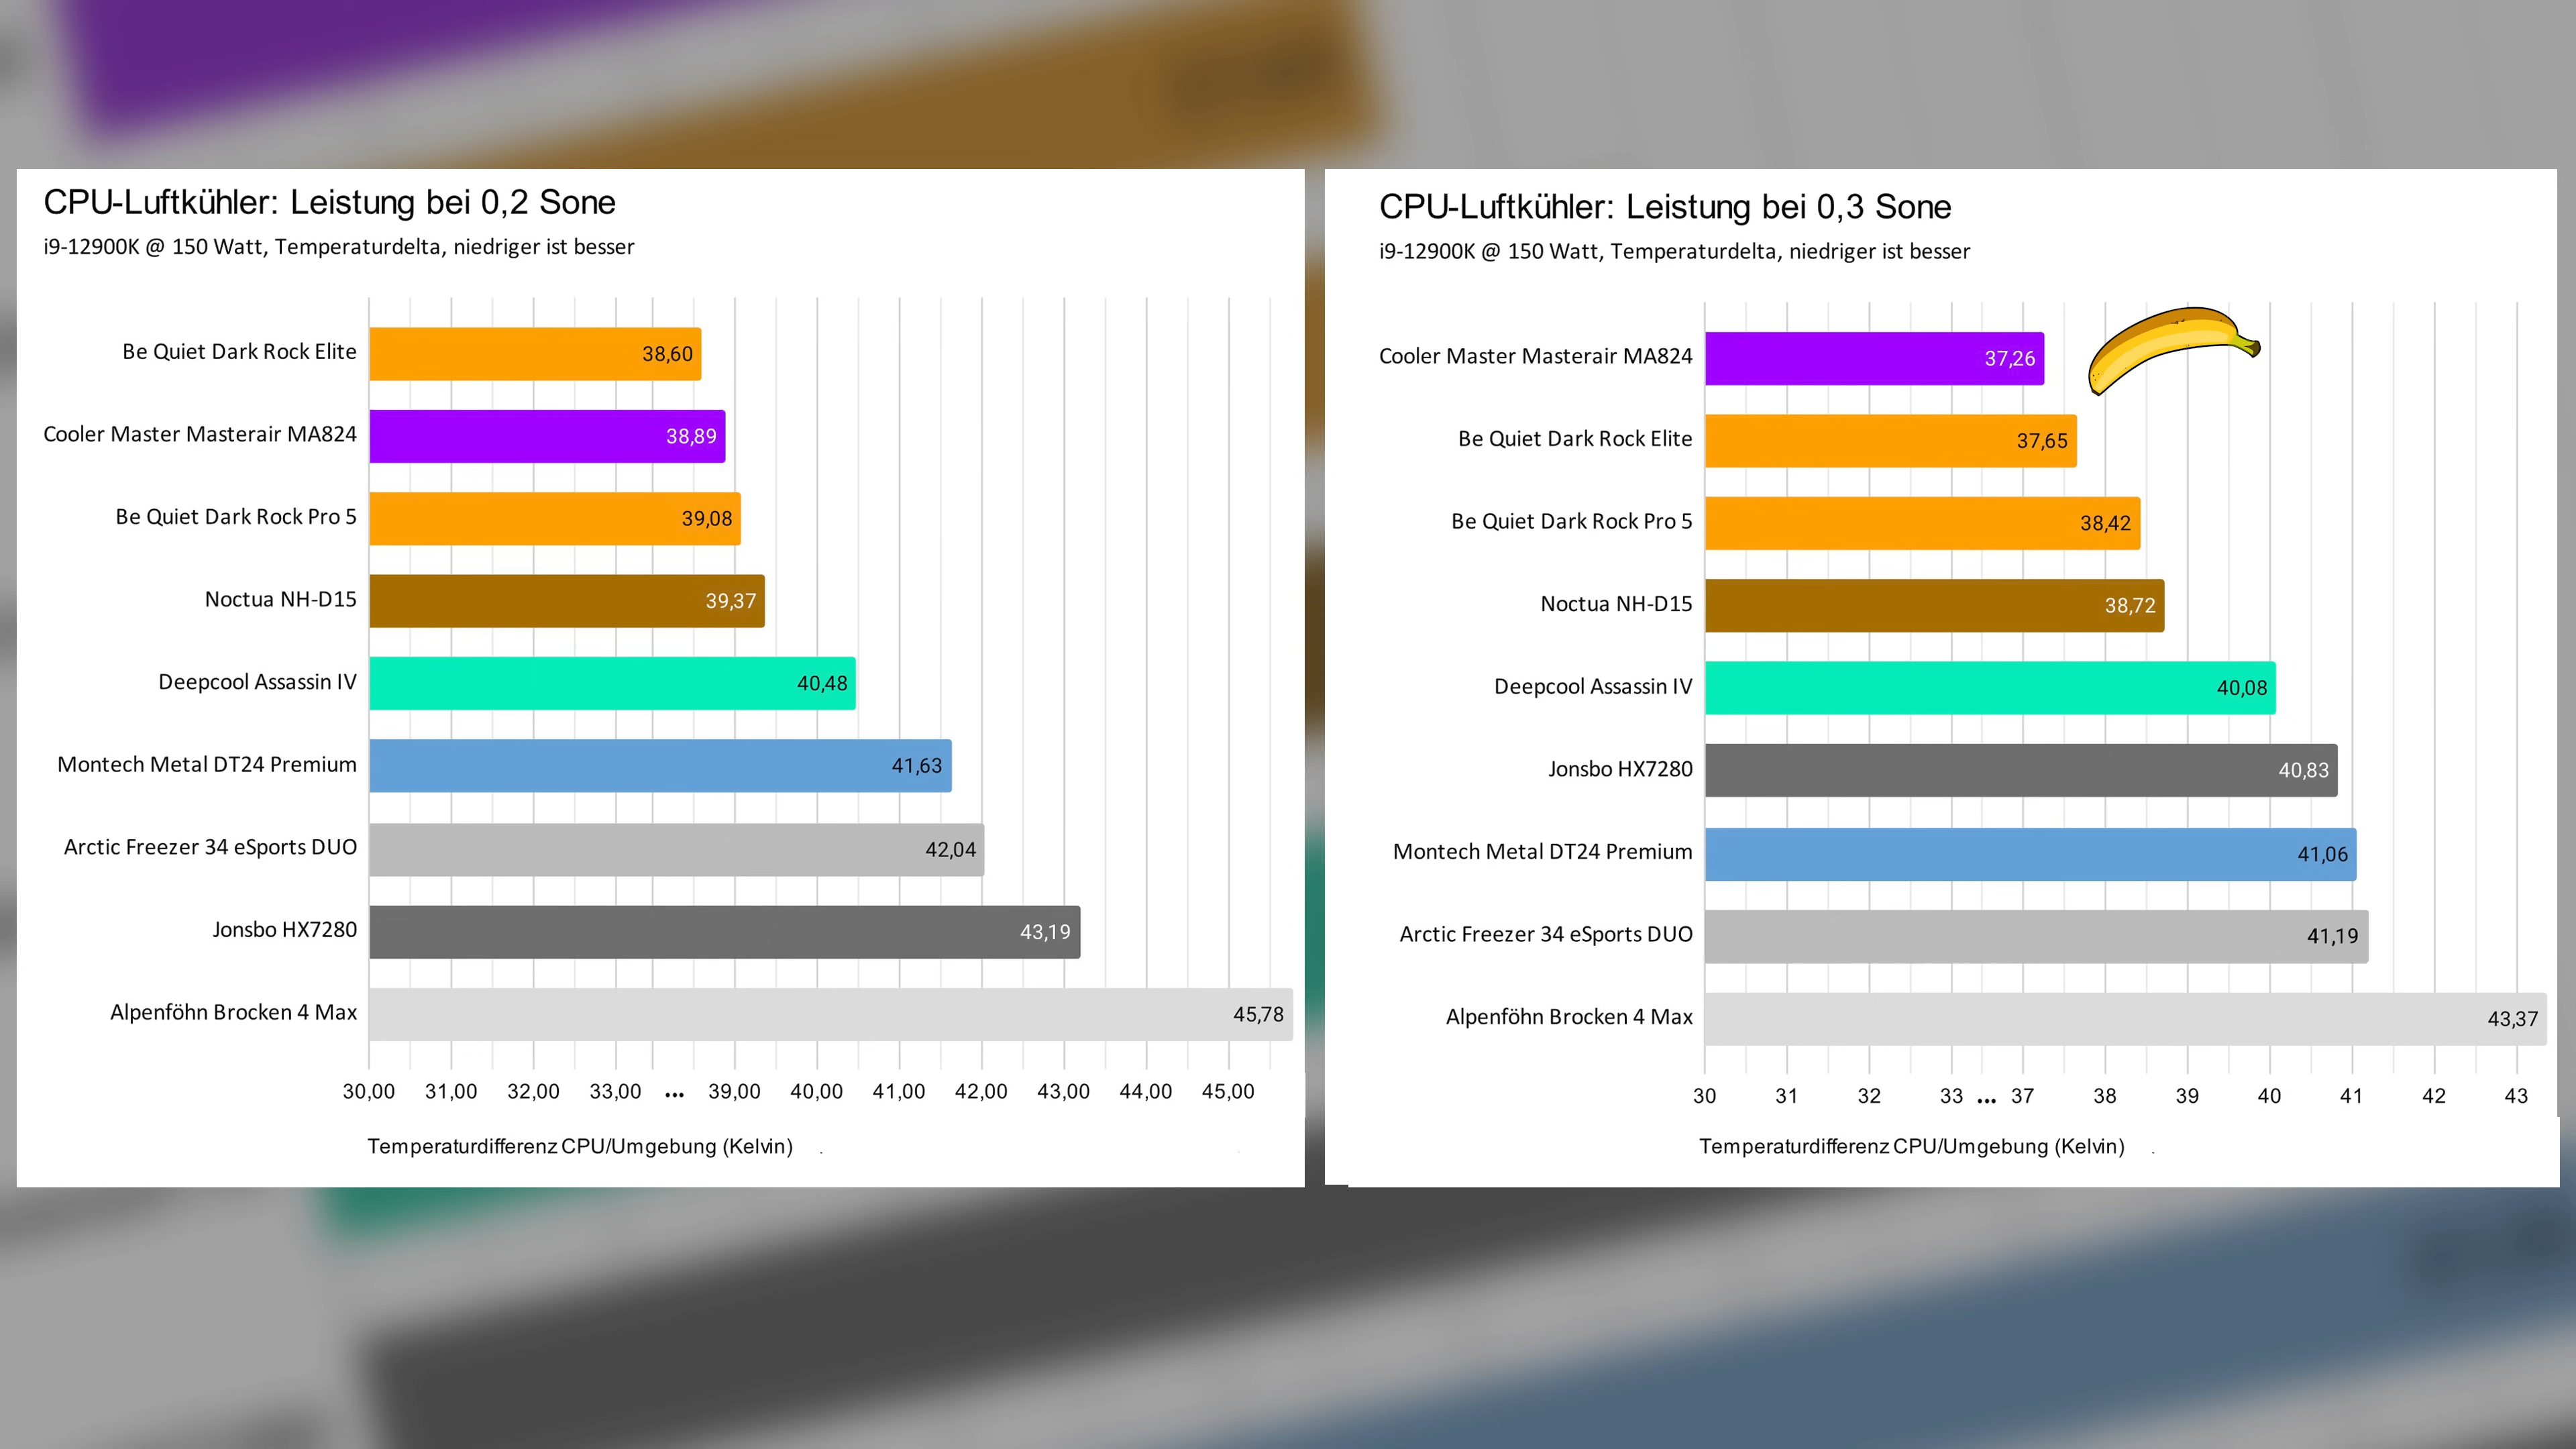 CPU-Luftkühler: Leistung bei 0,2 Sone
i9-12900K @ 150 Watt, Temperaturdelta, niedriger ist besser
Be Quiet Dark Rock Elite 38,60
Cooler Master Masterair MA824 38,89
Be Quiet Dark Rock Pro 5 39,08
Noctua NH-D15 39,37
Deepcool Assassin IV 40,48
Montech Metal DT24 Premium 41,63
Arctic Freezer 34 eSports DUO 42,04
Jonsbo HX7280 43,19
Alpenföhn Brocken 4 Max 45,78
30,00 31,00 32,00 33,00 ... 39,00 40,00 41,00 42,00 43,00 44,00 45,00
Temperaturdifferenz CPU/Umgebung (Kelvin)
CPU-Luftkühler: Leistung bei 0,3 Sone
i9-12900K @ 150 Watt, Temperaturdelta, niedriger ist besser
Cooler Master Masterair MA824 37,26
Be Quiet Dark Rock Elite 37,65
Be Quiet Dark Rock Pro 5 38,42
Noctua NH-D15 38,72
Deepcool Assassin IV 40,08
Jonsbo HX7280 40,83
Montech Metal DT24 Premium 41,06
Arctic Freezer 34 eSports DUO 41,19
Alpenföhn Brocken 4 Max 43,37
30 31 32 33 ... 37 38 39 40 41 42 43
Temperaturdifferenz CPU/Umgebung (Kelvin)